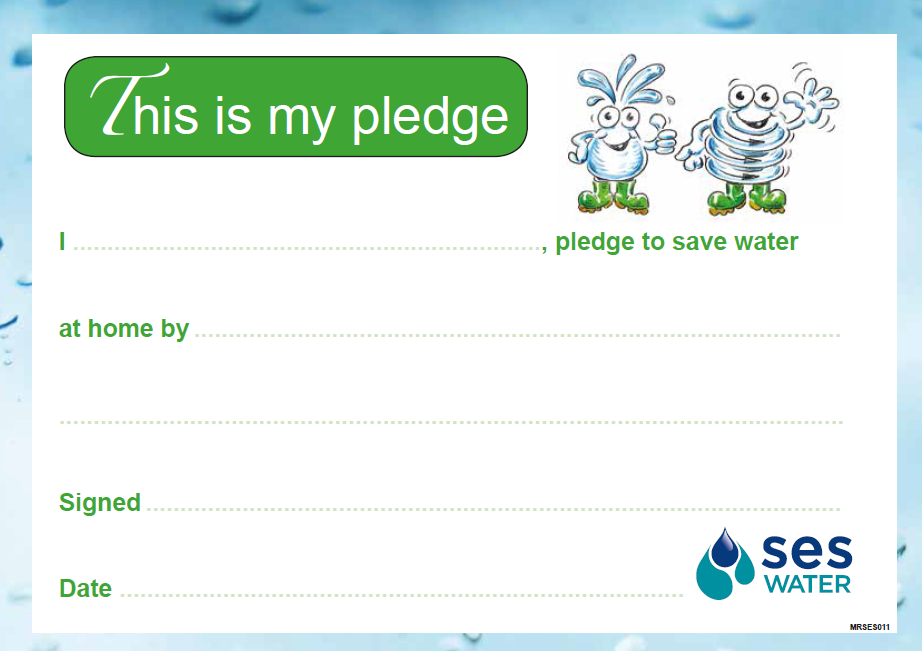 This is my pledge
I ........................................................................, pledge to save water
at home by ....................................................................................................
..........................................................................................................................
Signed ............................................................................................................
Date .......................................................................................
ses
WATER
MRSES011